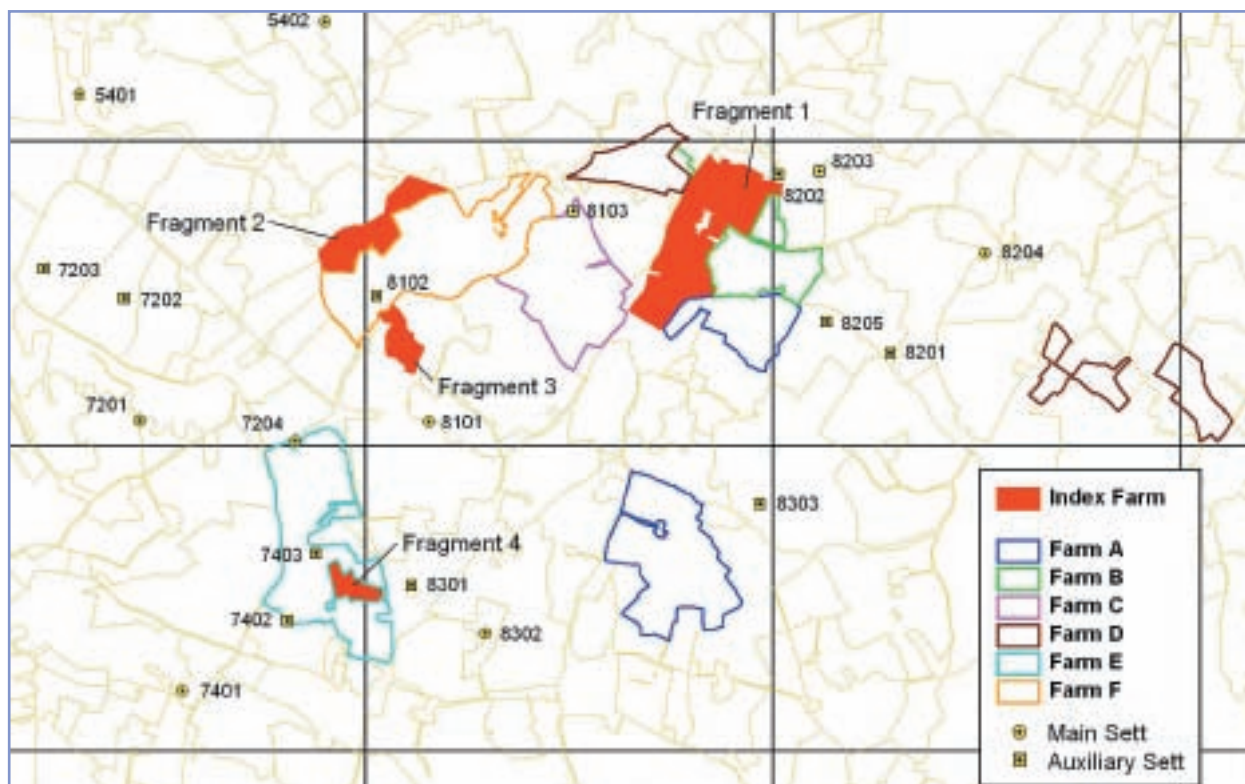 5402
5401
Fragment 1
8203
8202
Fragment 2
8103
8204
7203
8102
7202
8205
8201
Fragment 3
7201
8101
7204
8303
Fragment 4
7403
8301
7402
8302
7401
Index Farm
Farm A
Farm B
Farm C
Farm D
Farm E
Farm F
Main Sett
Auxiliary Sett